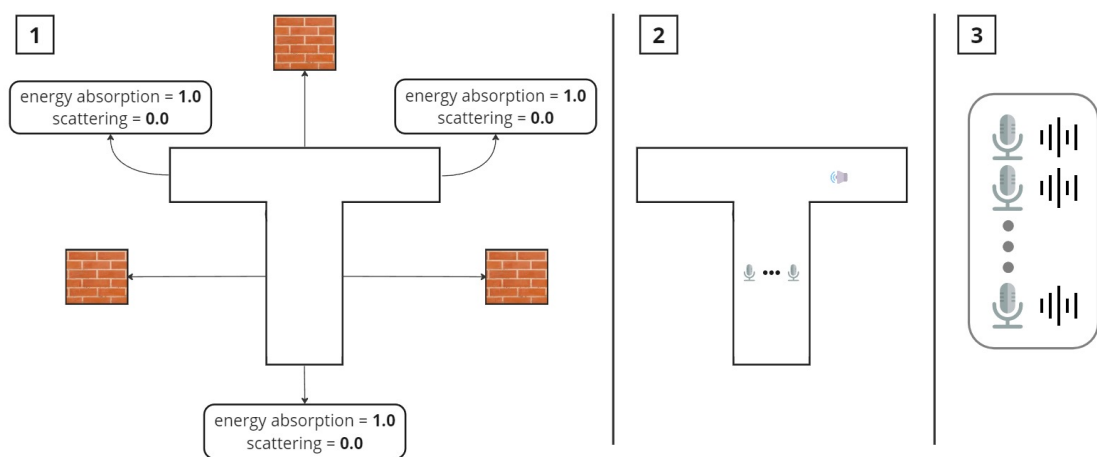 1
energy absorption = 1.0
scattering = 0.0
energy absorption = 1.0
scattering = 0.0
energy absorption = 1.0
scattering = 0.0
2
3